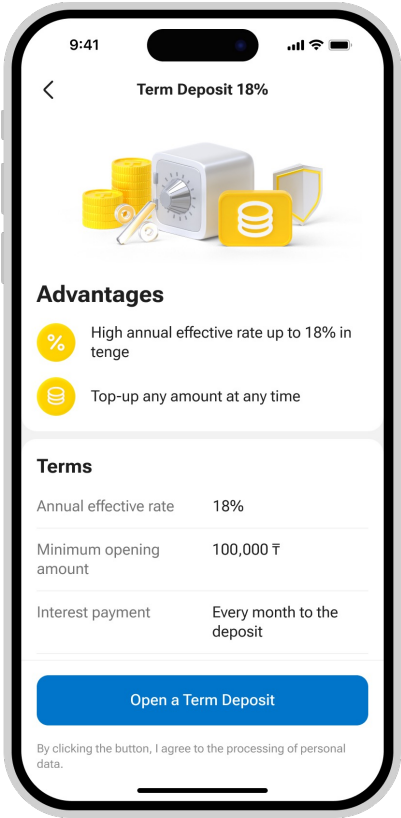 9:41
Term Deposit 18%
Advantages
High annual effective rate up to 18% in
tenge
Top-up any amount at any time
Terms
Annual effective rate 18%
Minimum opening
amount
100,000 ₸
Interest payment
Every month to the
deposit
Open a Term Deposit
By clicking the button, I agree to the processing of personal
data.